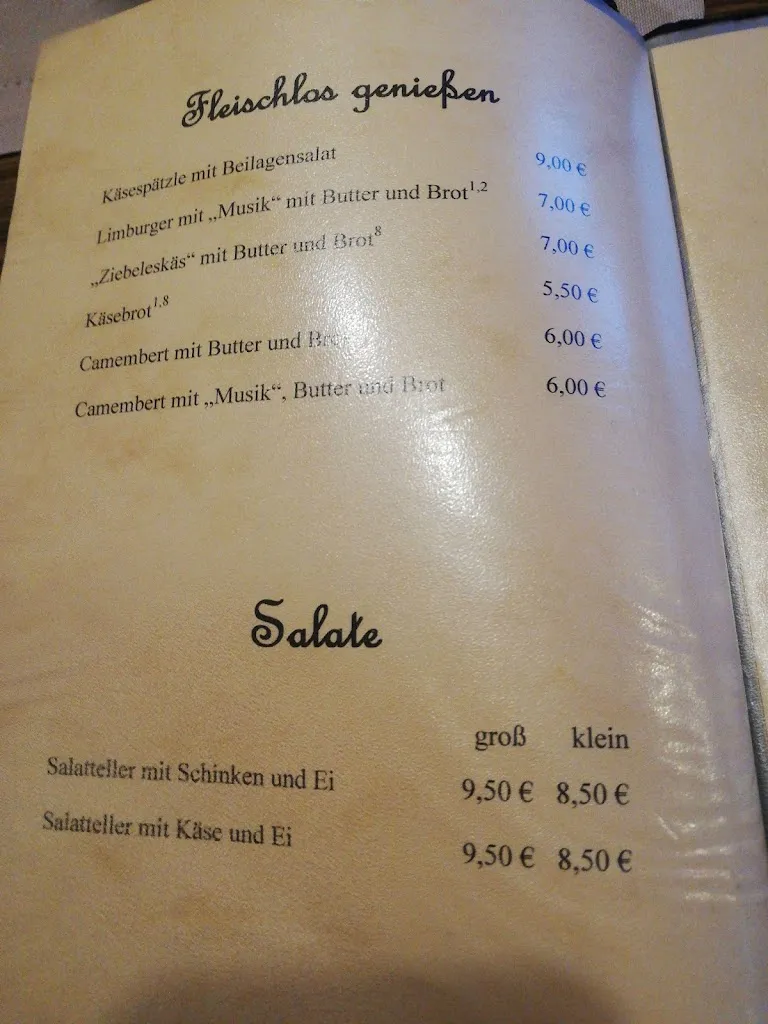 Fleischlos genießen
Käsespätzle mit Beilagensalat 9,00 €
Limburger mit „Musik“ mit Butter und Brot1,2 7,00 €
„Ziebeleskäs“ mit Butter und Brot8 7,00 €
Käsebrot1,8 5,50 €
Camembert mit Butter und Brot 6,00 €
Camembert mit „Musik“, Butter und Brot 6,00 €
Salate
groß klein
Salatteller mit Schinken und Ei 9,50 € 8,50 €
Salatteller mit Käse und Ei 9,50 € 8,50 €